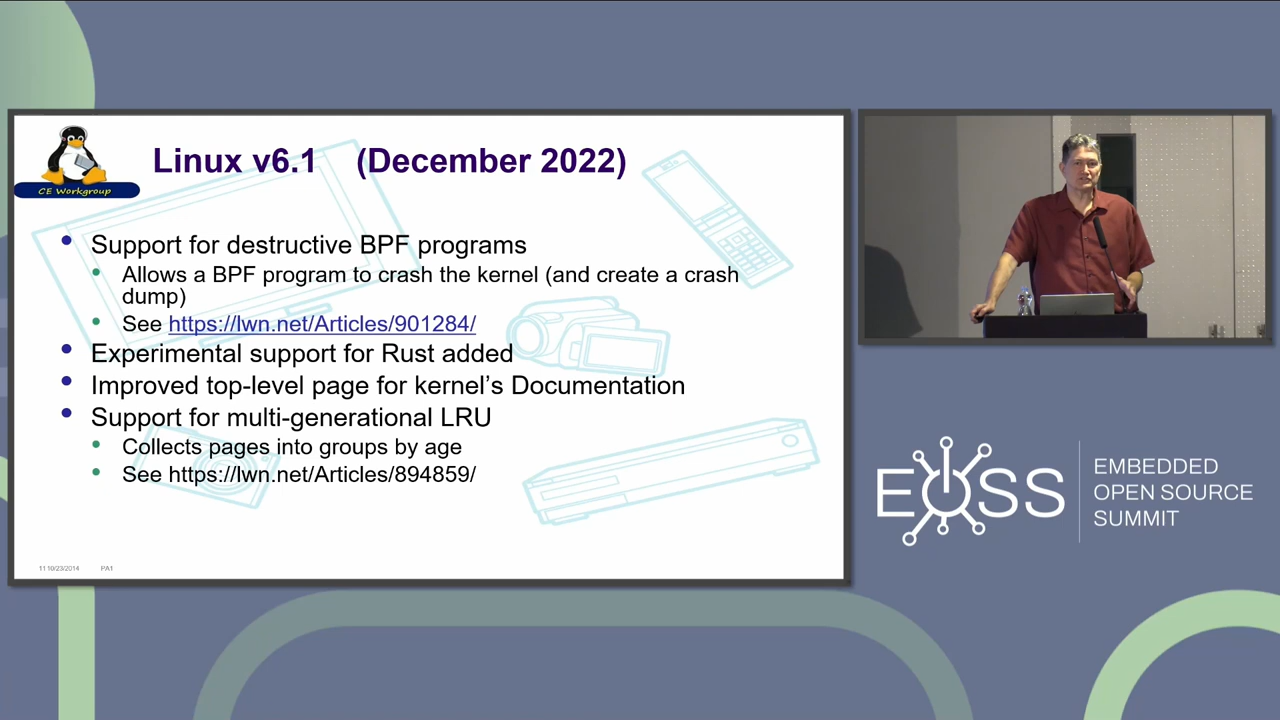 CE Workgroup
Linux v6.1 (December 2022)
Support for destructive BPF programs
Allows a BPF program to crash the kernel (and create a crash
dump)
See https://lwn.net/Articles/901284/
Experimental support for Rust added
Improved top-level page for kernel's Documentation
Support for multi-generational LRU
Collects pages into groups by age
See https://lwn.net/Articles/894859/
11 10/23/2014 PA1
EOSS
EMBEDDED
OPEN SOURCE
SUMMIT